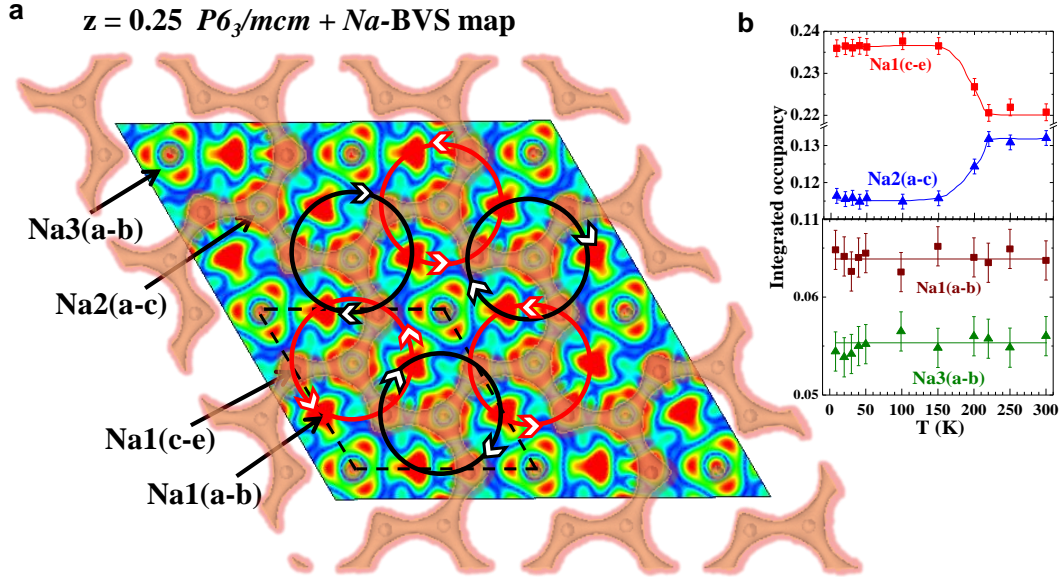 a
z = 0.25 P6₃/mcm + Na-BVS map
Na3(a-b)
Na2(a-c)
Na1(c-e)
Na1(a-b)
b
0.24
0.23
0.22
0.13
0.12
0.11
0.06
0.05
Integrated occupancy
Na1(c-e)
Na2(a-c)
Na1(a-b)
Na3(a-b)
0 50 100 150 200 250 300
T (K)